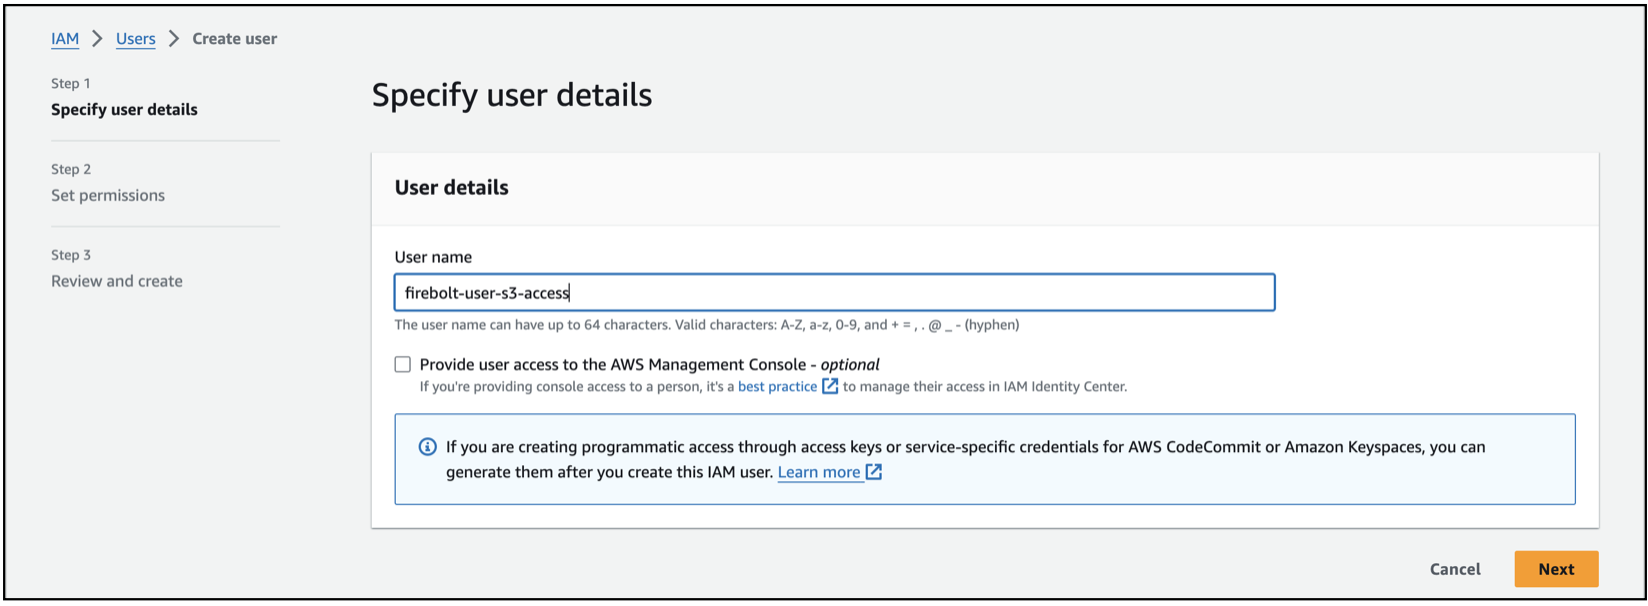 IAM > Users > Create user
Step 1
Specify user details
Step 2
Set permissions
Step 3
Review and create
Specify user details
User details
User name
firebolt-user-s3-access
The user name can have up to 64 characters. Valid characters: A-Z, a-z, 0-9, and + = , . @ _ - (hyphen)
Provide user access to the AWS Management Console - optional
If you're providing console access to a person, it's a best practice to manage their access in IAM Identity Center.
If you are creating programmatic access through access keys or service-specific credentials for AWS CodeCommit or Amazon Keyspaces, you can
generate them after you create this IAM user. Learn more
Cancel
Next